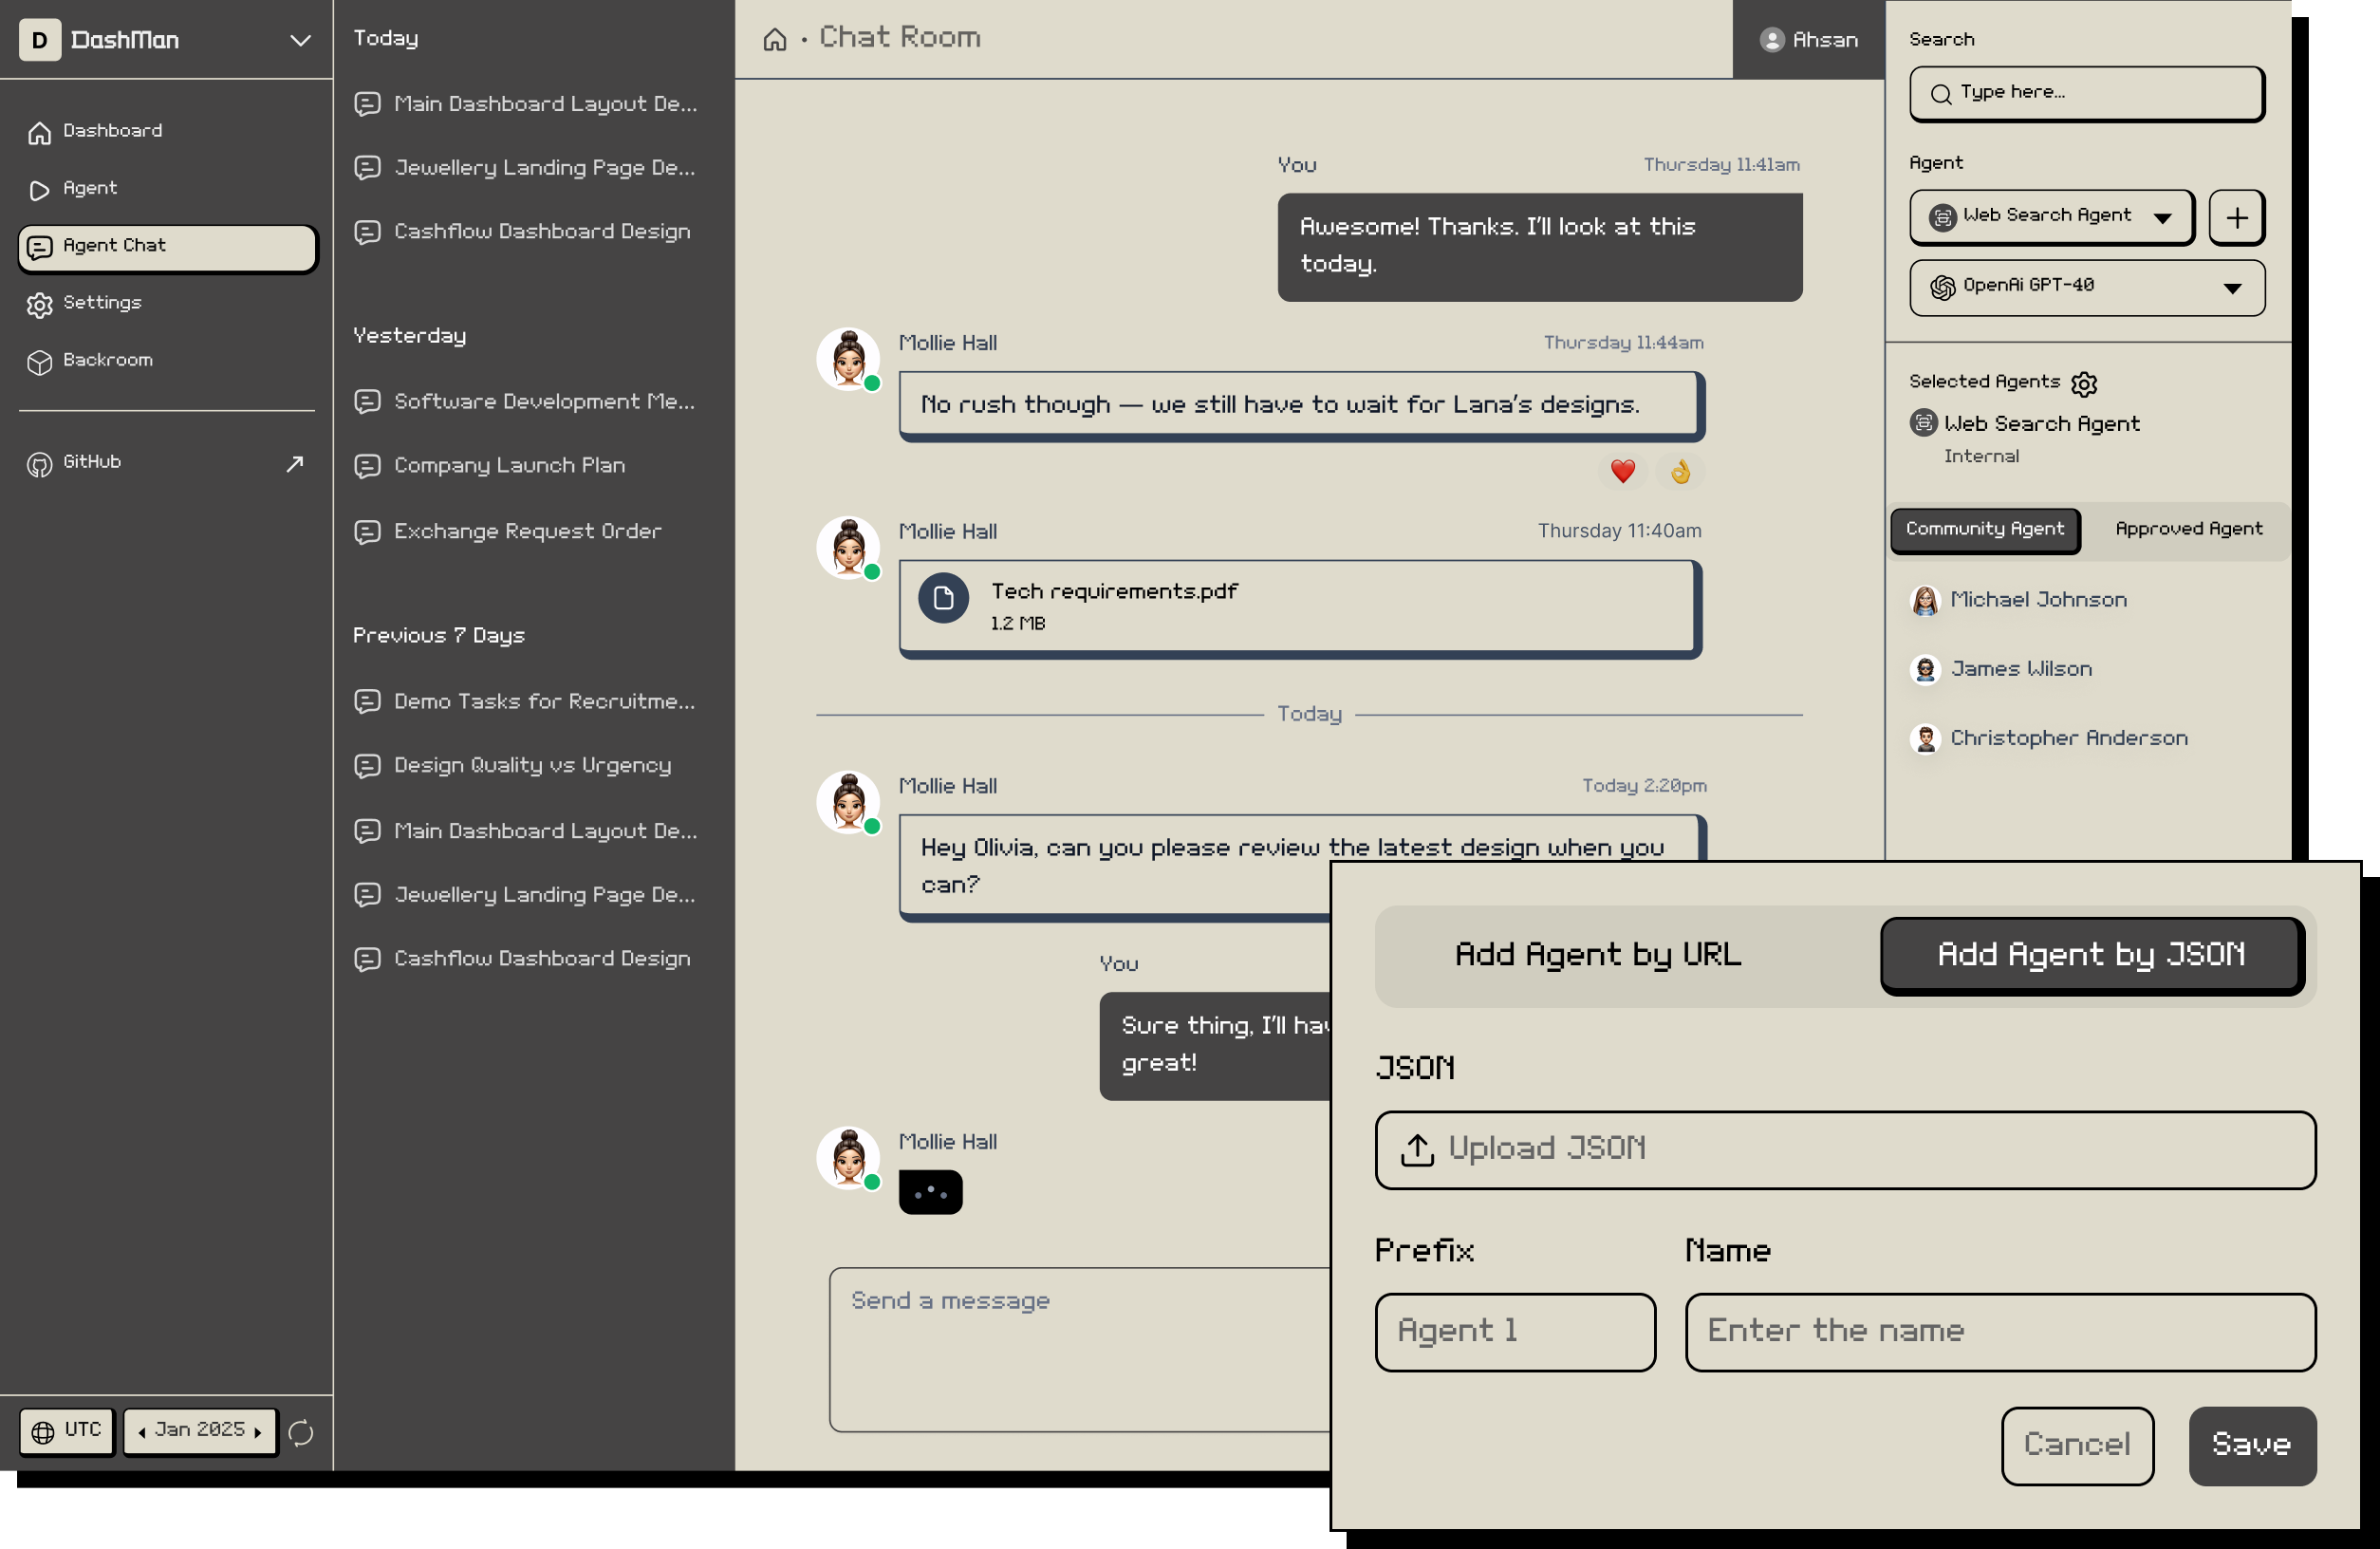 D DashMan
Dashboard
Agent
Agent Chat
Settings
Backroom
GitHub
UTC
Jan 2025
Today
Main Dashboard Layout De...
Jewellery Landing Page De...
Cashflow Dashboard Design
Yesterday
Software Development Me...
Company Launch Plan
Exchange Request Order
Previous 7 Days
Demo Tasks for Recruitme...
Design Quality vs Urgency
Main Dashboard Layout De...
Jewellery Landing Page De...
Cashflow Dashboard Design
• Chat Room
Ahsan
You
Thursday 11:41am
Awesome! Thanks. I'll look at this
today.
Mollie Hall
Thursday 11:44am
No rush though — we still have to wait for Lana's designs.
❤️ 👌
Mollie Hall
Thursday 11:40am
Tech requirements.pdf
1.2 MB
Today
Mollie Hall
Today 2:20pm
Hey Olivia, can you please review the latest design when you
can?
You
Sure thing, I'll hav
great!
Mollie Hall
Send a message
Search
Type here...
Agent
Web Search Agent
OpenAi GPT-40
Selected Agents
Web Search Agent
Internal
Community Agent
Approved Agent
Michael Johnson
James Wilson
Christopher Anderson
Add Agent by URL
Add Agent by JSON
JSON
Upload JSON
Prefix
Name
Agent 1
Enter the name
Cancel
Save